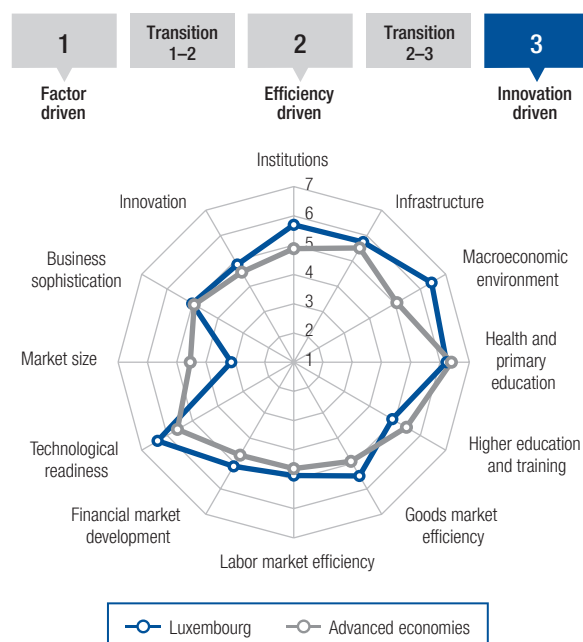 1
Transition
1–2
2
Transition
2–3
3
Factor
driven
Efficiency
driven
Innovation
driven
Institutions
Infrastructure
Macroeconomic
environment
Health and
primary
education
Higher education
and training
Goods market
efficiency
Labor market efficiency
Financial market
development
Technological
readiness
Market size
Business
sophistication
Innovation
7
6
5
4
3
2
1
Luxembourg
Advanced economies